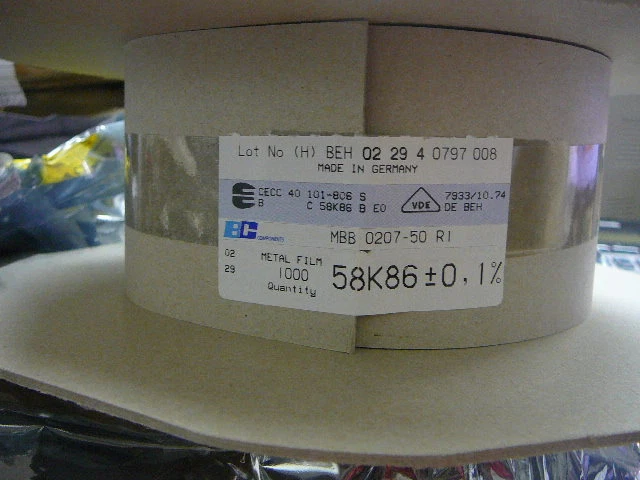 Lot No (H) BEH 02 29 4 0797 008
MADE IN GERMANY
CECC 40 101-806 S
B C 58K86 B E0
VDE
7933/10.74
DE BEH
BC COMPONENTS
MBB 0207-50 R1
02
29
METAL FILM
1000
Quantity
58K86 ±0,1%